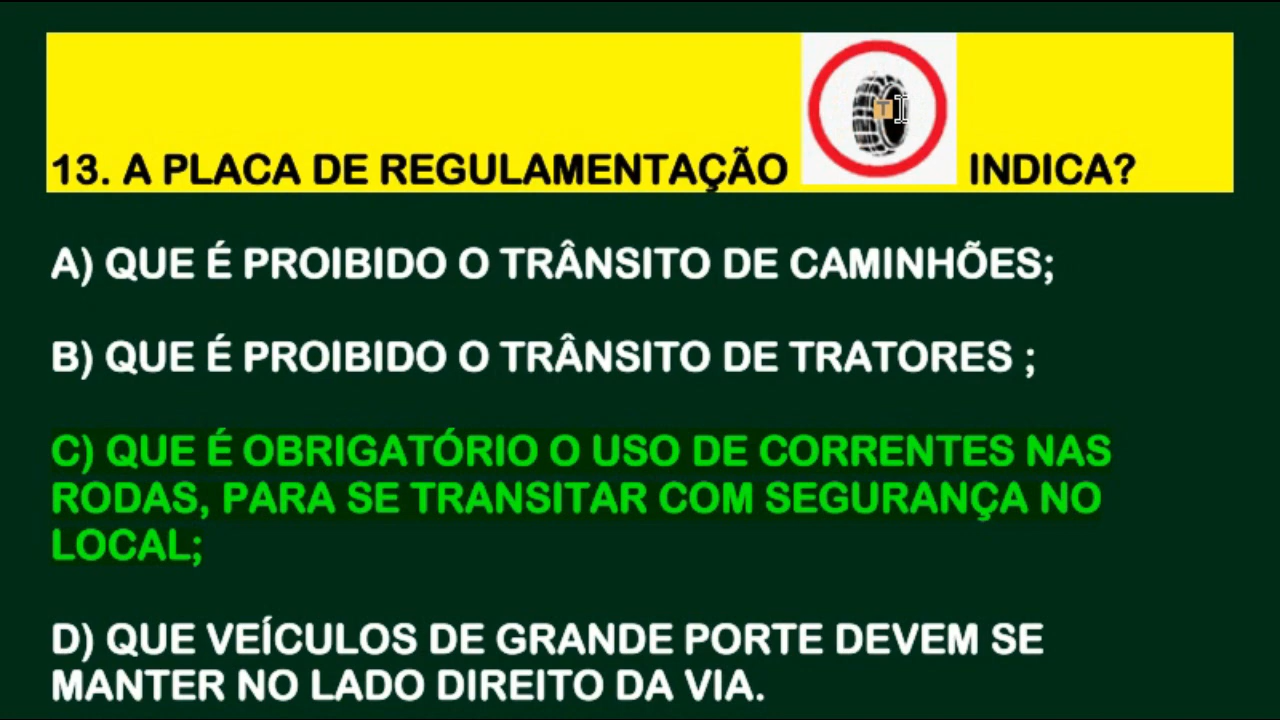 13. A PLACA DE REGULAMENTAÇÃO INDICA?
A) QUE É PROIBIDO O TRÂNSITO DE CAMINHÕES;
B) QUE É PROIBIDO O TRÂNSITO DE TRATORES ;
C) QUE É OBRIGATÓRIO O USO DE CORRENTES NAS
RODAS, PARA SE TRANSITAR COM SEGURANÇA NO
LOCAL;
D) QUE VEÍCULOS DE GRANDE PORTE DEVEM SE
MANTER NO LADO DIREITO DA VIA.